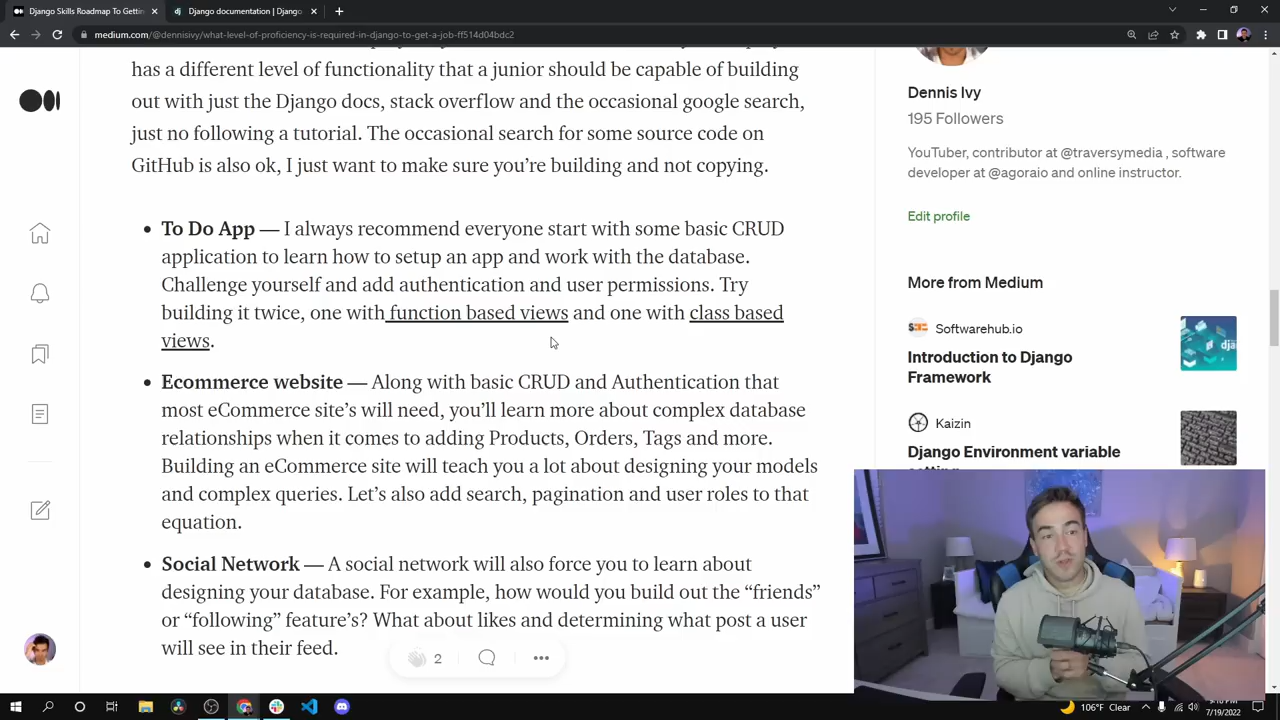 Django Skills Roadmap To Gettin
Django documentation | Django
medium.com/@dennisivy/what-level-of-proficiency-is-required-in-django-to-get-a-job-ff514d04bdc2
has a different level of functionality that a junior should be capable of building
out with just the Django docs, stack overflow and the occasional google search,
just no following a tutorial. The occasional search for some source code on
GitHub is also ok, I just want to make sure you're building and not copying.
• To Do App — I always recommend everyone start with some basic CRUD
application to learn how to setup an app and work with the database.
Challenge yourself and add authentication and user permissions. Try
building it twice, one with function based views and one with class based
views.
• Ecommerce website — Along with basic CRUD and Authentication that
most eCommerce site's will need, you'll learn more about complex database
relationships when it comes to adding Products, Orders, Tags and more.
Building an eCommerce site will teach you a lot about designing your models
and complex queries. Let's also add search, pagination and user roles to that
equation.
• Social Network — A social network will also force you to learn about
designing your database. For example, how would you build out the “friends”
or “following” feature's? What about likes and determining what post a user
will see in their feed.
2
Dennis Ivy
195 Followers
YouTuber, contributor at @traversymedia , software
developer at @agoraio and online instructor.
Edit profile
More from Medium
Softwarehub.io
Introduction to Django
Framework
Kaizin
Django Environment variable
106°F Clear
7/19/2022